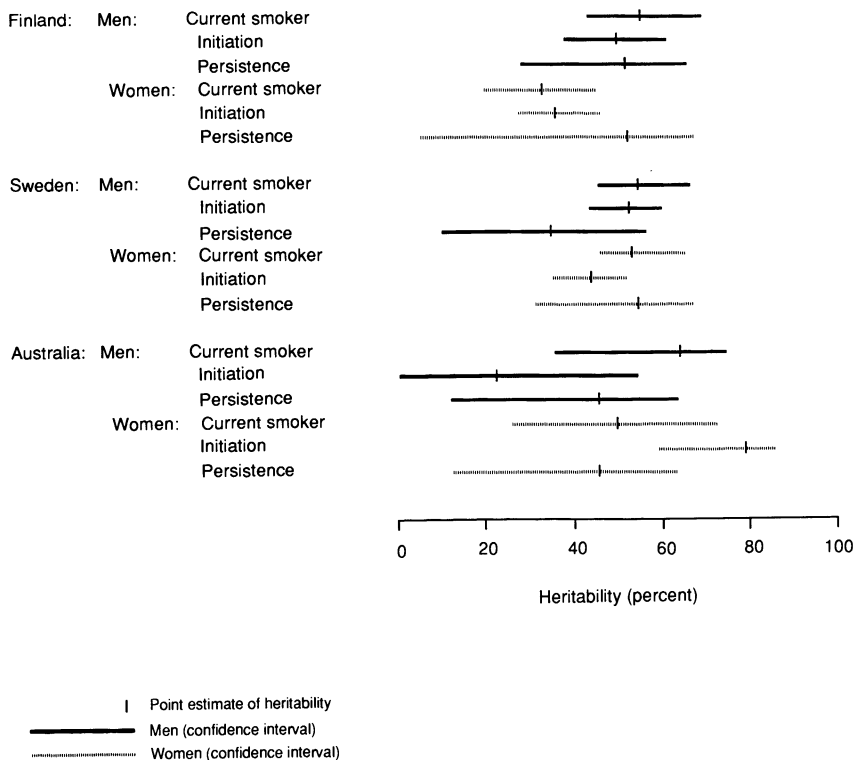 Finland: Men: Current smoker
Initiation
Persistence
Women: Current smoker
Initiation
Persistence
Sweden: Men: Current smoker
Initiation
Persistence
Women: Current smoker
Initiation
Persistence
Australia: Men: Current smoker
Initiation
Persistence
Women: Current smoker
Initiation
Persistence
0 20 40 60 80 100
Heritability (percent)
Point estimate of heritability
Men (confidence interval)
Women (confidence interval)